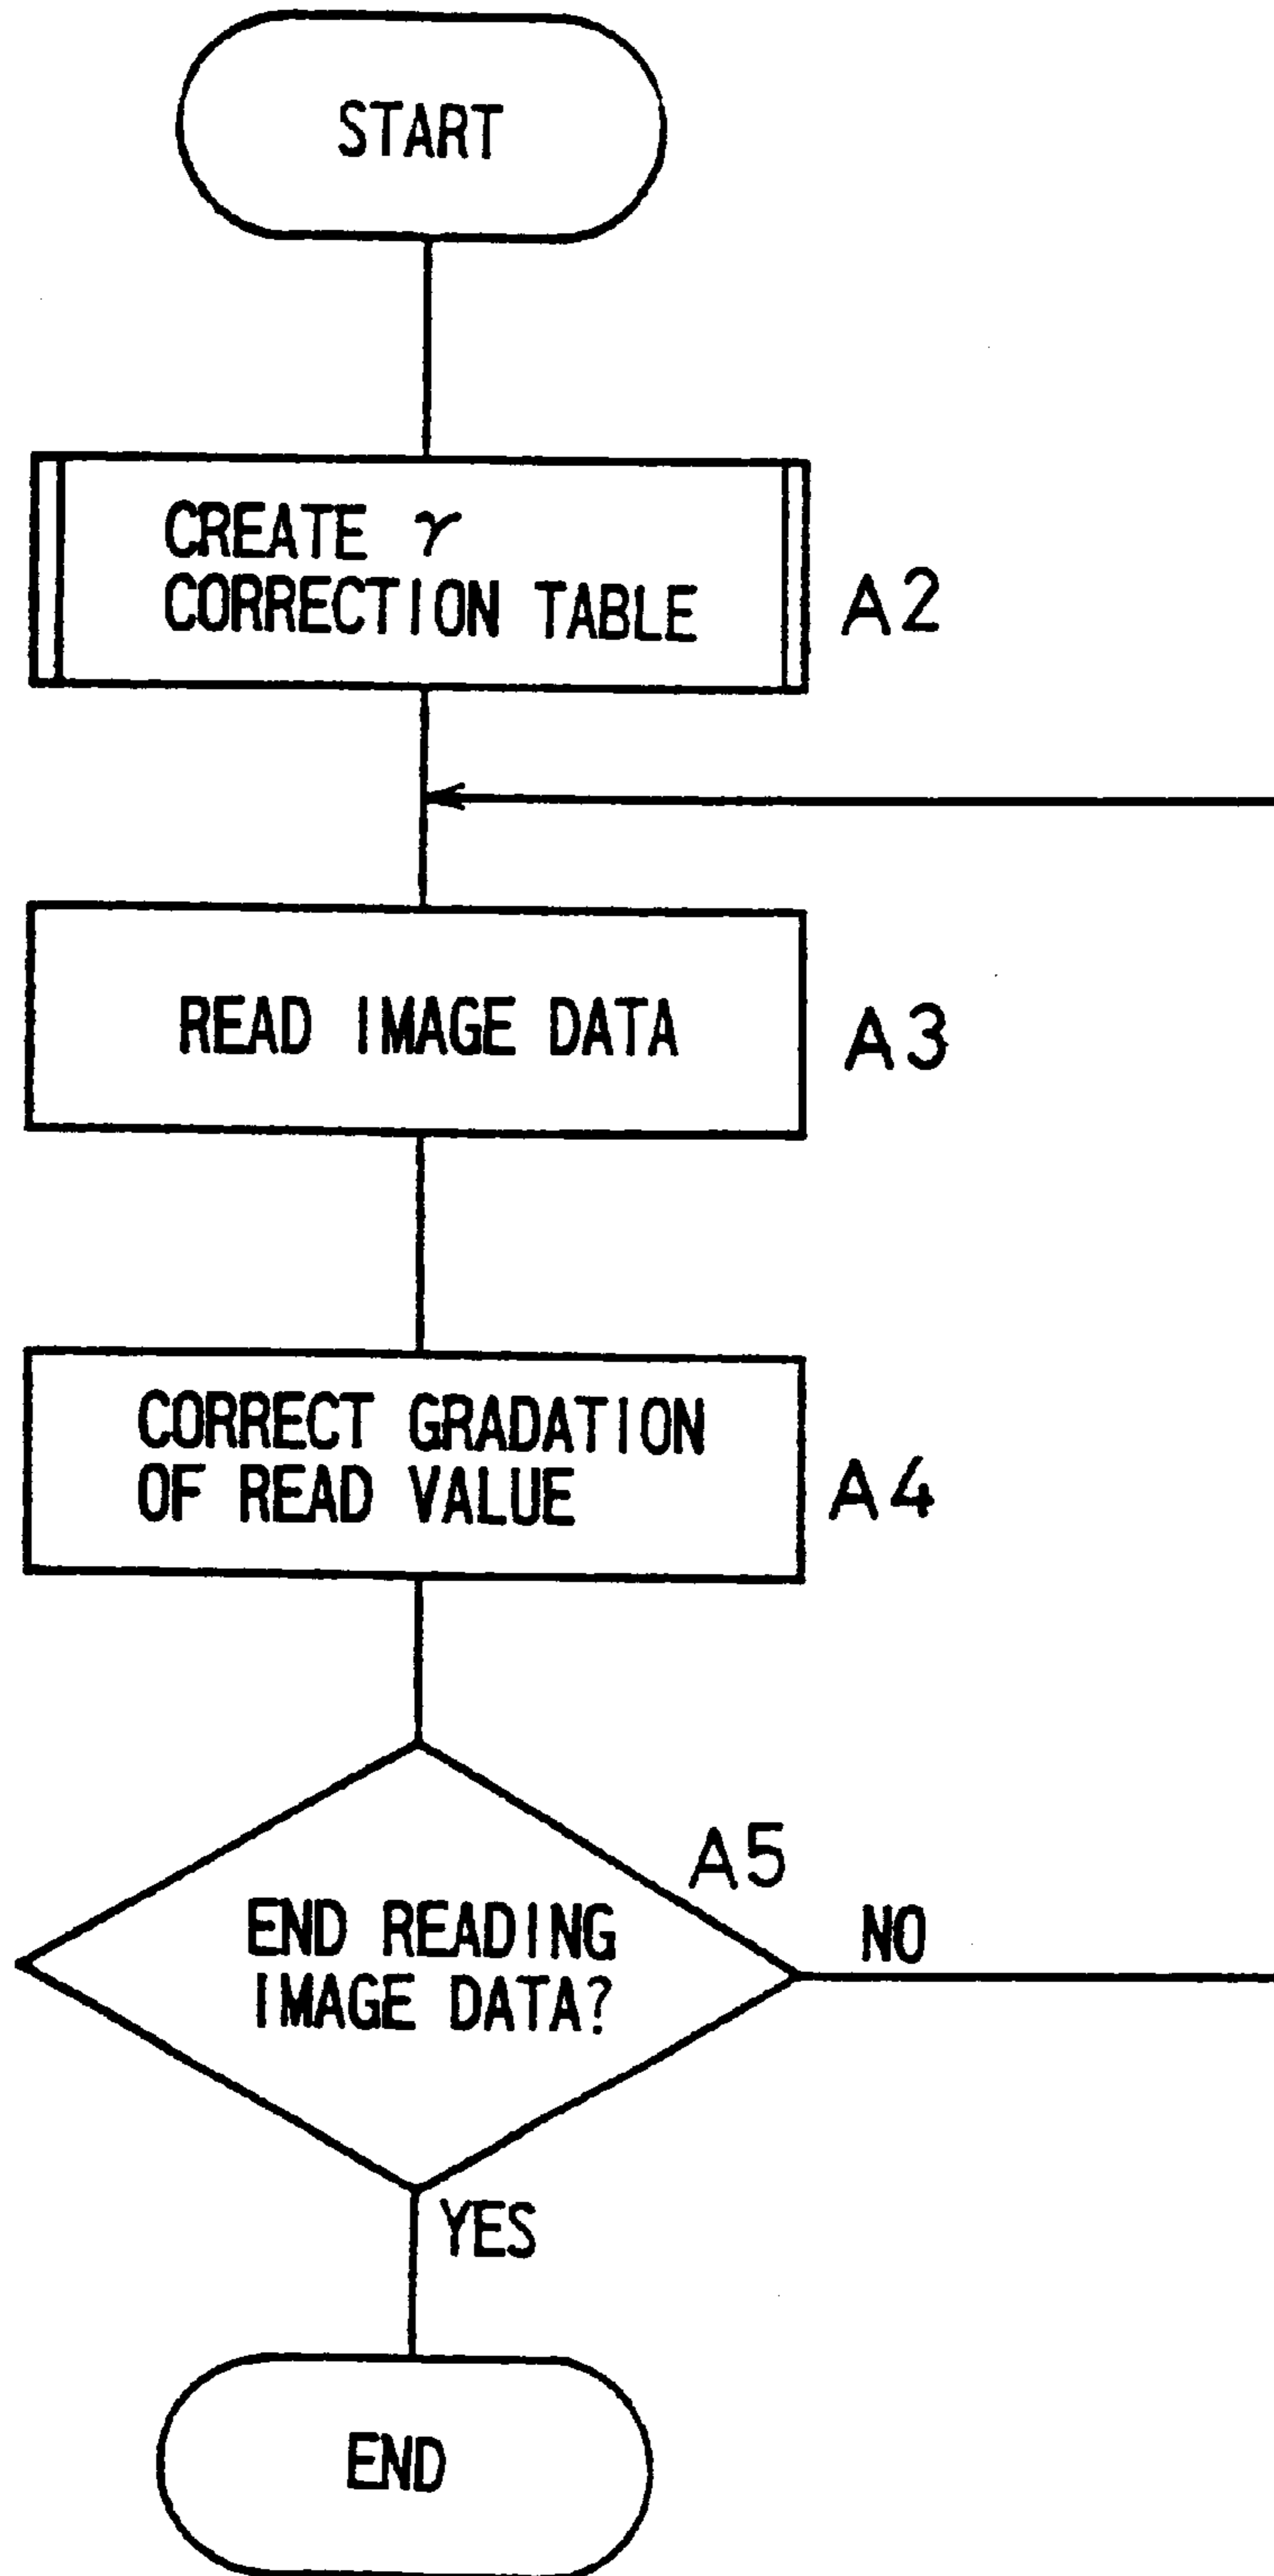 START
CREATE γ
CORRECTION TABLE
A2
READ IMAGE DATA
A3
CORRECT GRADATION
OF READ VALUE
A4
A5
END READING
IMAGE DATA?
NO
YES
END